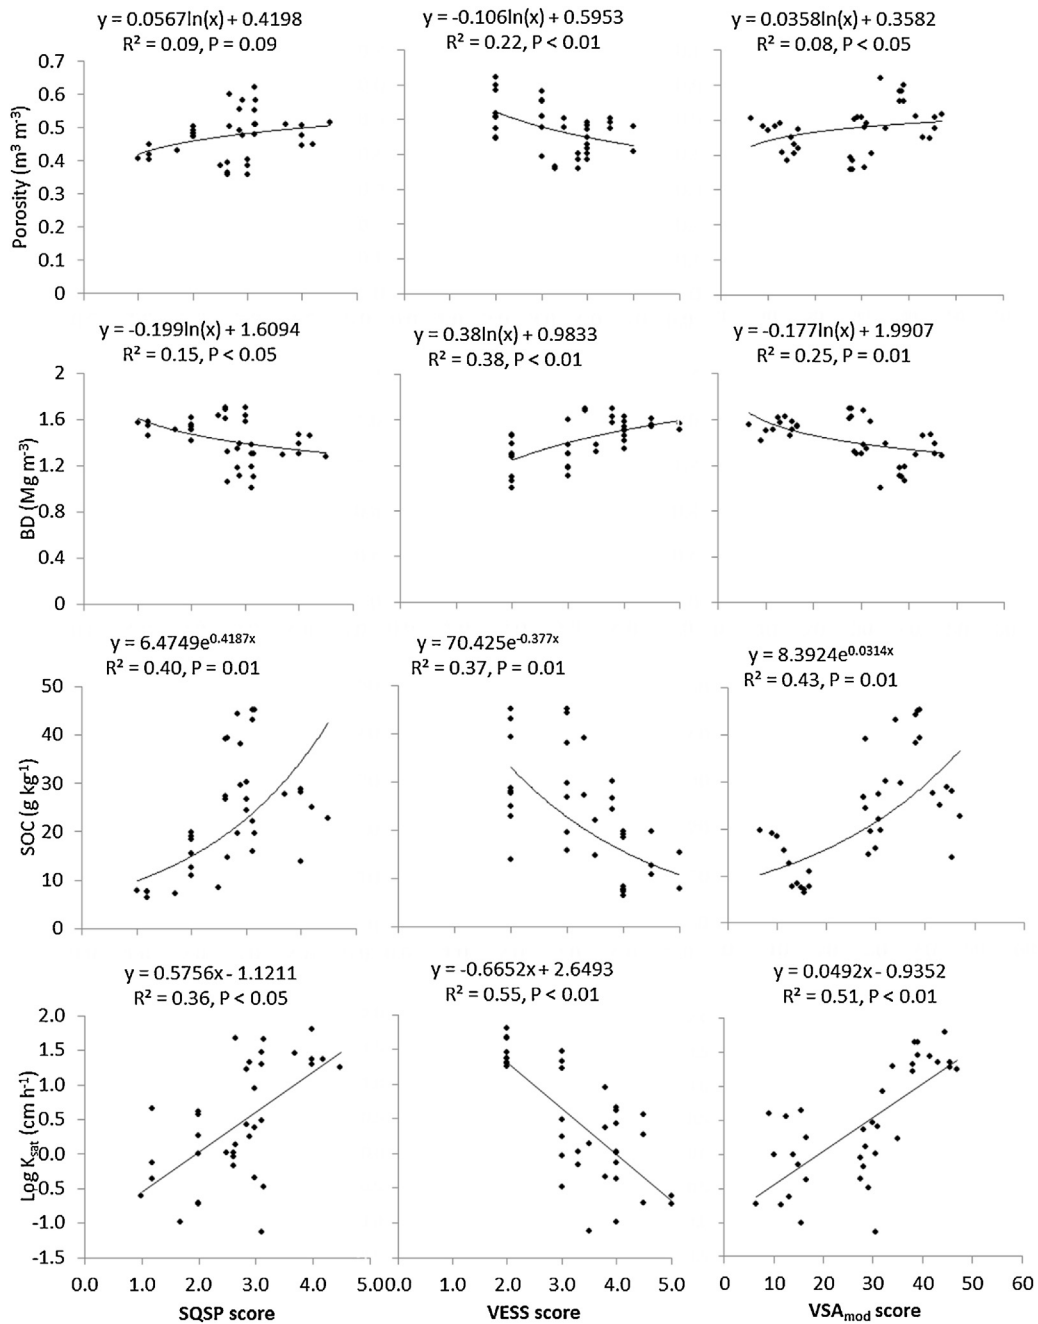 y = 0.0567ln(x) + 0.4198
R² = 0.09, P = 0.09
y = -0.106ln(x) + 0.5953
R² = 0.22, P < 0.01
y = 0.0358ln(x) + 0.3582
R² = 0.08, P < 0.05
Porosity (m³ m⁻³)
0.7
0.6
0.5
0.4
0.3
0.2
0.1
0
y = -0.199ln(x) + 1.6094
R² = 0.15, P < 0.05
y = 0.38ln(x) + 0.9833
R² = 0.38, P < 0.01
y = -0.177ln(x) + 1.9907
R² = 0.25, P = 0.01
BD (Mg m⁻³)
2
1.6
1.2
0.8
0.4
0
y = 6.4749e^0.4187x
R² = 0.40, P = 0.01
y = 70.425e^-0.377x
R² = 0.37, P = 0.01
y = 8.3924e^0.0314x
R² = 0.43, P = 0.01
SOC (g kg⁻¹)
50
40
30
20
10
0
y = 0.5756x - 1.1211
R² = 0.36, P < 0.05
y = -0.6652x + 2.6493
R² = 0.55, P < 0.01
y = 0.0492x - 0.9352
R² = 0.51, P < 0.01
Log Ksat (cm h⁻¹)
2.0
1.5
1.0
0.5
0.0
-0.5
-1.0
-1.5
0.0 1.0 2.0 3.0 4.0 5.0
0.0 1.0 2.0 3.0 4.0 5.0
0 10 20 30 40 50 60
SQSP score
VESS score
VSAmod score